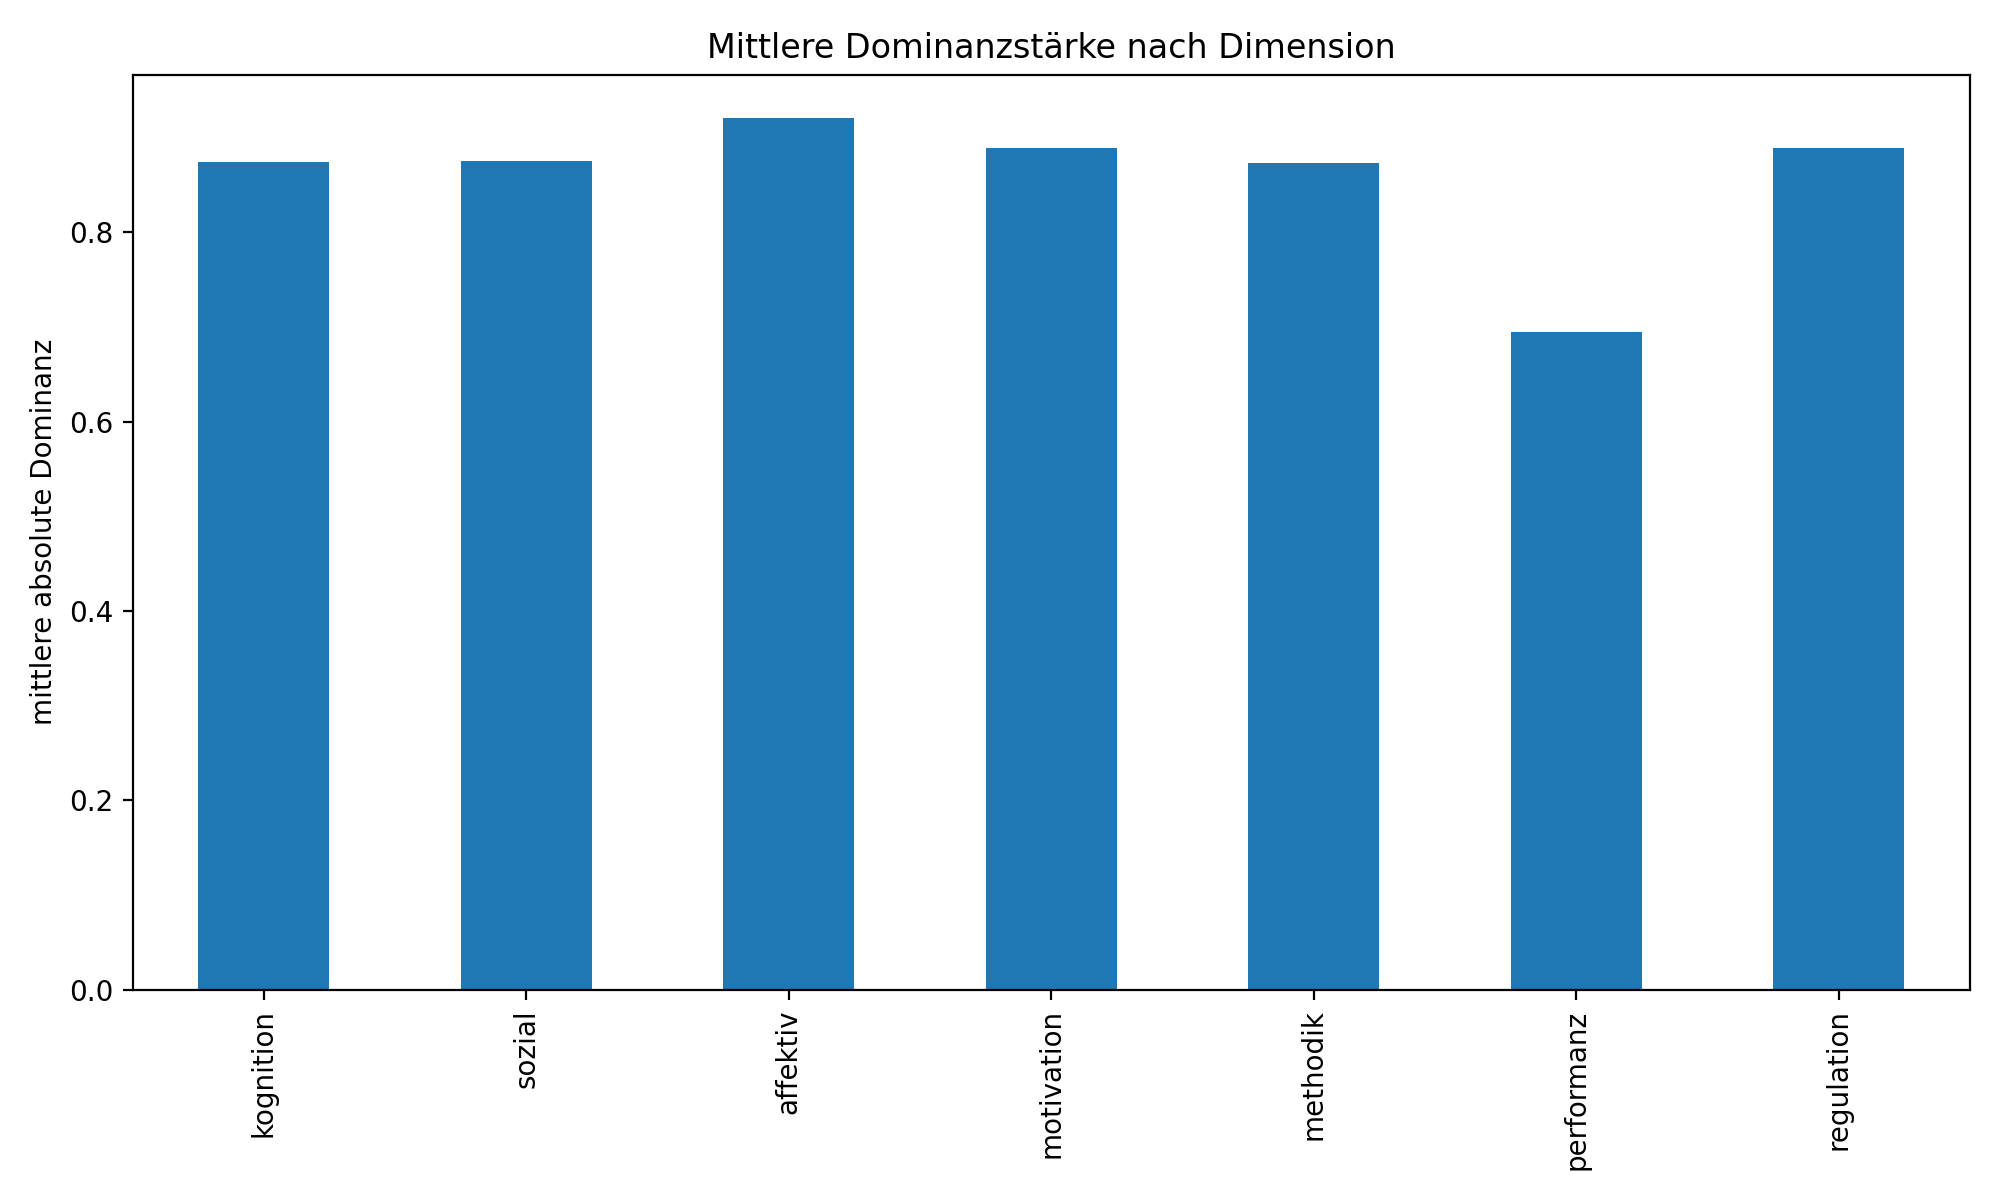 Mittlere Dominanzstärke nach Dimension
mittlere absolute Dominanz
0.8
0.6
0.4
0.2
0.0
kognition
sozial
affektiv
motivation
methodik
performanz
regulation